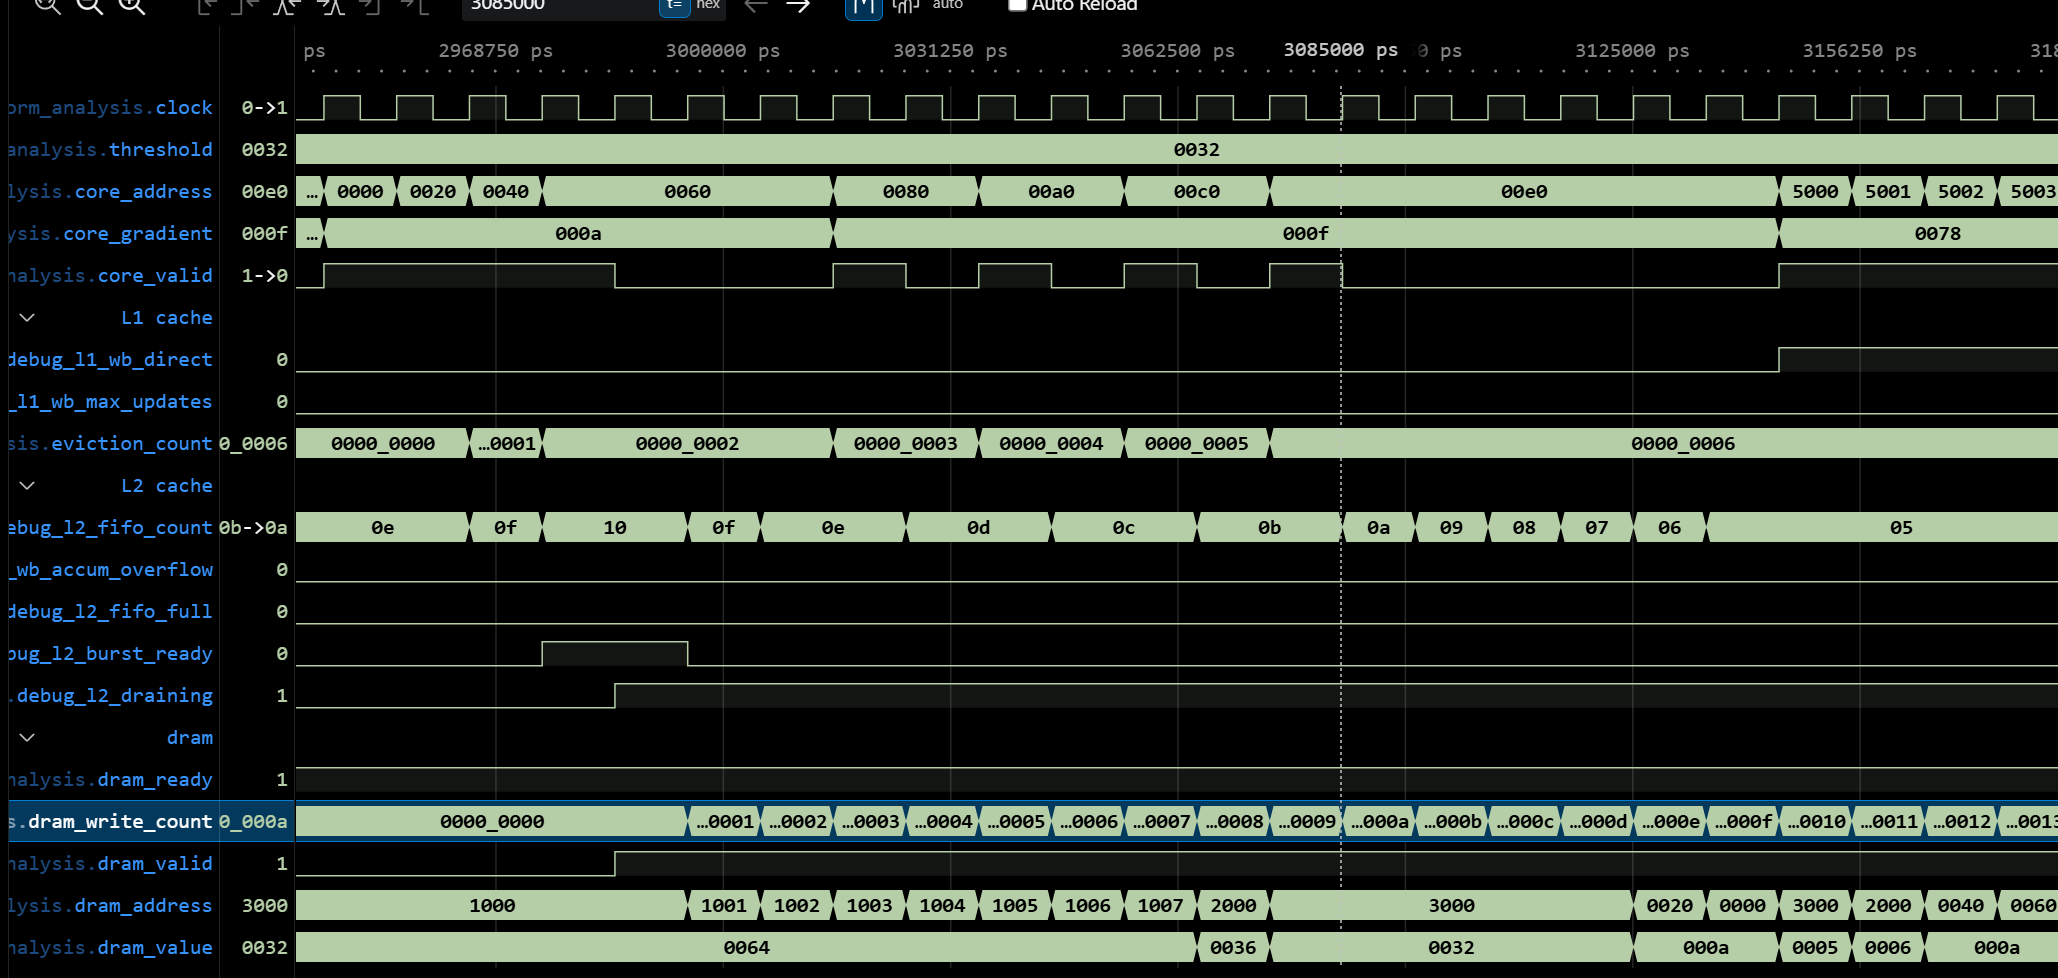 3085000 t= hex auto Auto Reload
ps 2968750 ps 3000000 ps 3031250 ps 3062500 ps 3085000 ps 0 ps 3125000 ps 3156250 ps 318
orm_analysis.clock 0->1
analysis.threshold 0032 0032
lysis.core_address 00e0 ... 0000 0020 0040 0060 0080 00a0 00c0 00e0 5000 5001 5002 5003
ysis.core_gradient 000f ... 000a 000f 0078
nalysis.core_valid 1->0
L1 cache
debug_l1_wb_direct 0
_l1_wb_max_updates 0
sis.eviction_count 0_0006 0000_0000 ...0001 0000_0002 0000_0003 0000_0004 0000_0005 0000_0006
L2 cache
ebug_l2_fifo_count 0b->0a 0e 0f 10 0f 0e 0d 0c 0b 0a 09 08 07 06 05
_wb_accum_overflow 0
debug_l2_fifo_full 0
bug_l2_burst_ready 0
.debug_l2_draining 1
dram
nalysis.dram_ready 1
s.dram_write_count 0_000a 0000_0000 ...0001 ...0002 ...0003 ...0004 ...0005 ...0006 ...0007 ...0008 ...0009 ...000a ...000b ...000c ...000d ...000e ...000f ...0010 ...0011 ...0012 ...0013
nalysis.dram_valid 1
lysis.dram_address 3000 1000 1001 1002 1003 1004 1005 1006 1007 2000 3000 0020 0000 3000 2000 0040 0060
nalysis.dram_value 0032 0064 0036 0032 000a 0005 0006 000a